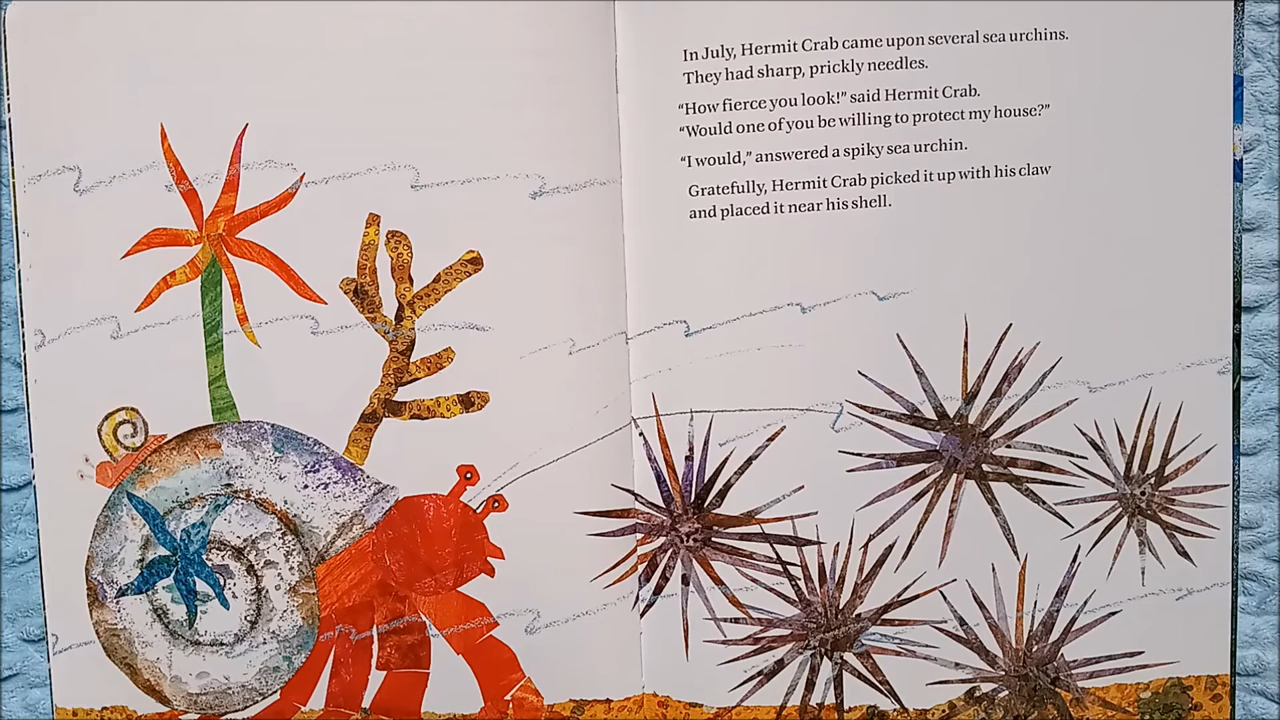 In July, Hermit Crab came upon several sea urchins.
They had sharp, prickly needles.
“How fierce you look!” said Hermit Crab.
“Would one of you be willing to protect my house?”
“I would,” answered a spiky sea urchin.
Gratefully, Hermit Crab picked it up with his claw
and placed it near his shell.